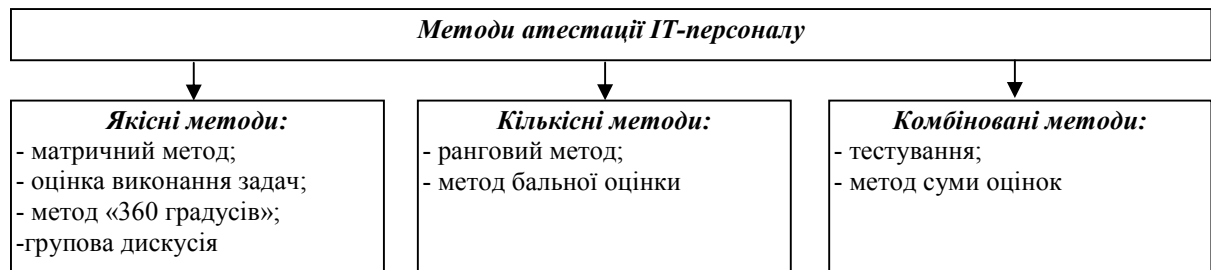 Методи атестації ІТ-персоналу
Якісні методи:
- матричний метод;
- оцінка виконання задач;
- метод «360 градусів»;
-групова дискусія
Кількісні методи:
- ранговий метод;
- метод бальної оцінки
Комбіновані методи:
- тестування;
- метод суми оцінок